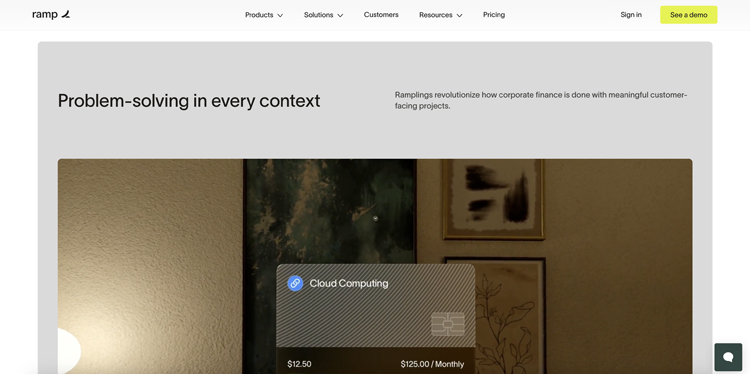 ramp
Products
Solutions
Customers
Resources
Pricing
Sign in
See a demo
Problem-solving in every context
Ramplings revolutionize how corporate finance is done with meaningful customer-
facing projects.
Cloud Computing
$12.50
$125.00 / Monthly